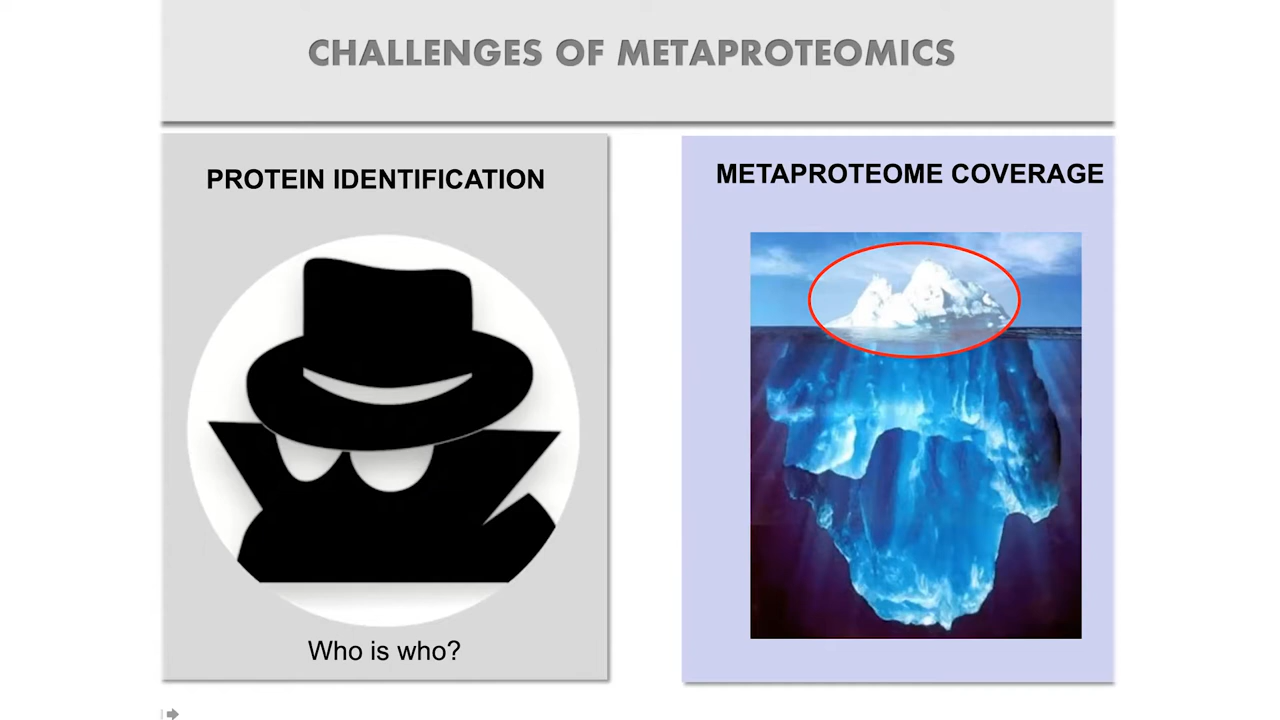 CHALLENGES OF METAPROTEOMICS
PROTEIN IDENTIFICATION
Who is who?
METAPROTEOME COVERAGE